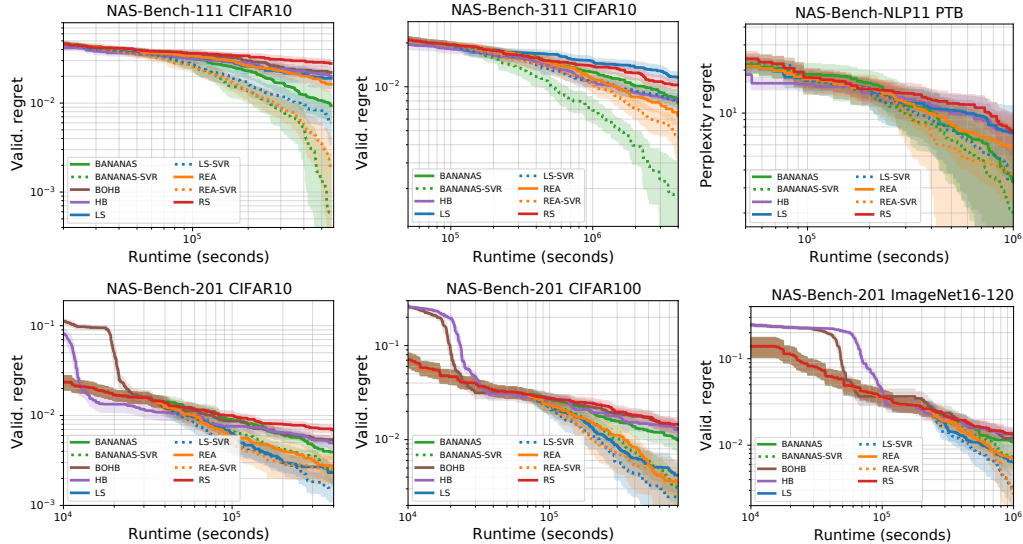 NAS-Bench-111 CIFAR10
Valid. regret
10⁻²
10⁻³
BANANAS
BANANAS-SVR
BOHB
HB
LS
LS-SVR
REA
REA-SVR
RS
10⁵
Runtime (seconds)
NAS-Bench-311 CIFAR10
Valid. regret
10⁻²
BANANAS
BANANAS-SVR
HB
LS
LS-SVR
REA
REA-SVR
RS
10⁵
10⁶
Runtime (seconds)
NAS-Bench-NLP11 PTB
Perplexity regret
10¹
BANANAS
BANANAS-SVR
HB
LS
LS-SVR
REA
REA-SVR
RS
10⁵
10⁶
Runtime (seconds)
NAS-Bench-201 CIFAR10
Valid. regret
10⁻¹
10⁻²
10⁻³
BANANAS
BANANAS-SVR
BOHB
HB
LS
LS-SVR
REA
REA-SVR
RS
10⁴
10⁵
Runtime (seconds)
NAS-Bench-201 CIFAR100
Valid. regret
10⁻¹
10⁻²
BANANAS
BANANAS-SVR
BOHB
HB
LS
LS-SVR
REA
REA-SVR
RS
10⁴
10⁵
Runtime (seconds)
NAS-Bench-201 ImageNet16-120
Valid. regret
10⁻¹
10⁻²
BANANAS
BANANAS-SVR
BOHB
HB
LS
LS-SVR
REA
REA-SVR
RS
10⁴
10⁵
10⁶
Runtime (seconds)